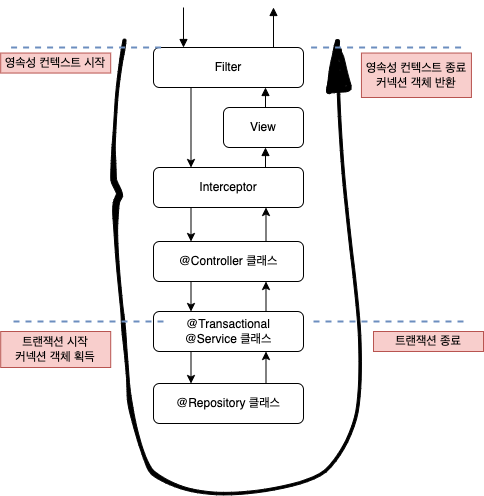 영속성 컨텍스트 시작
Filter
영속성 컨텍스트 종료
커넥션 객체 반환
View
Interceptor
@Controller 클래스
트랜잭션 시작
커넥션 객체 획득
@Transactional
@Service 클래스
트랜잭션 종료
@Repository 클래스